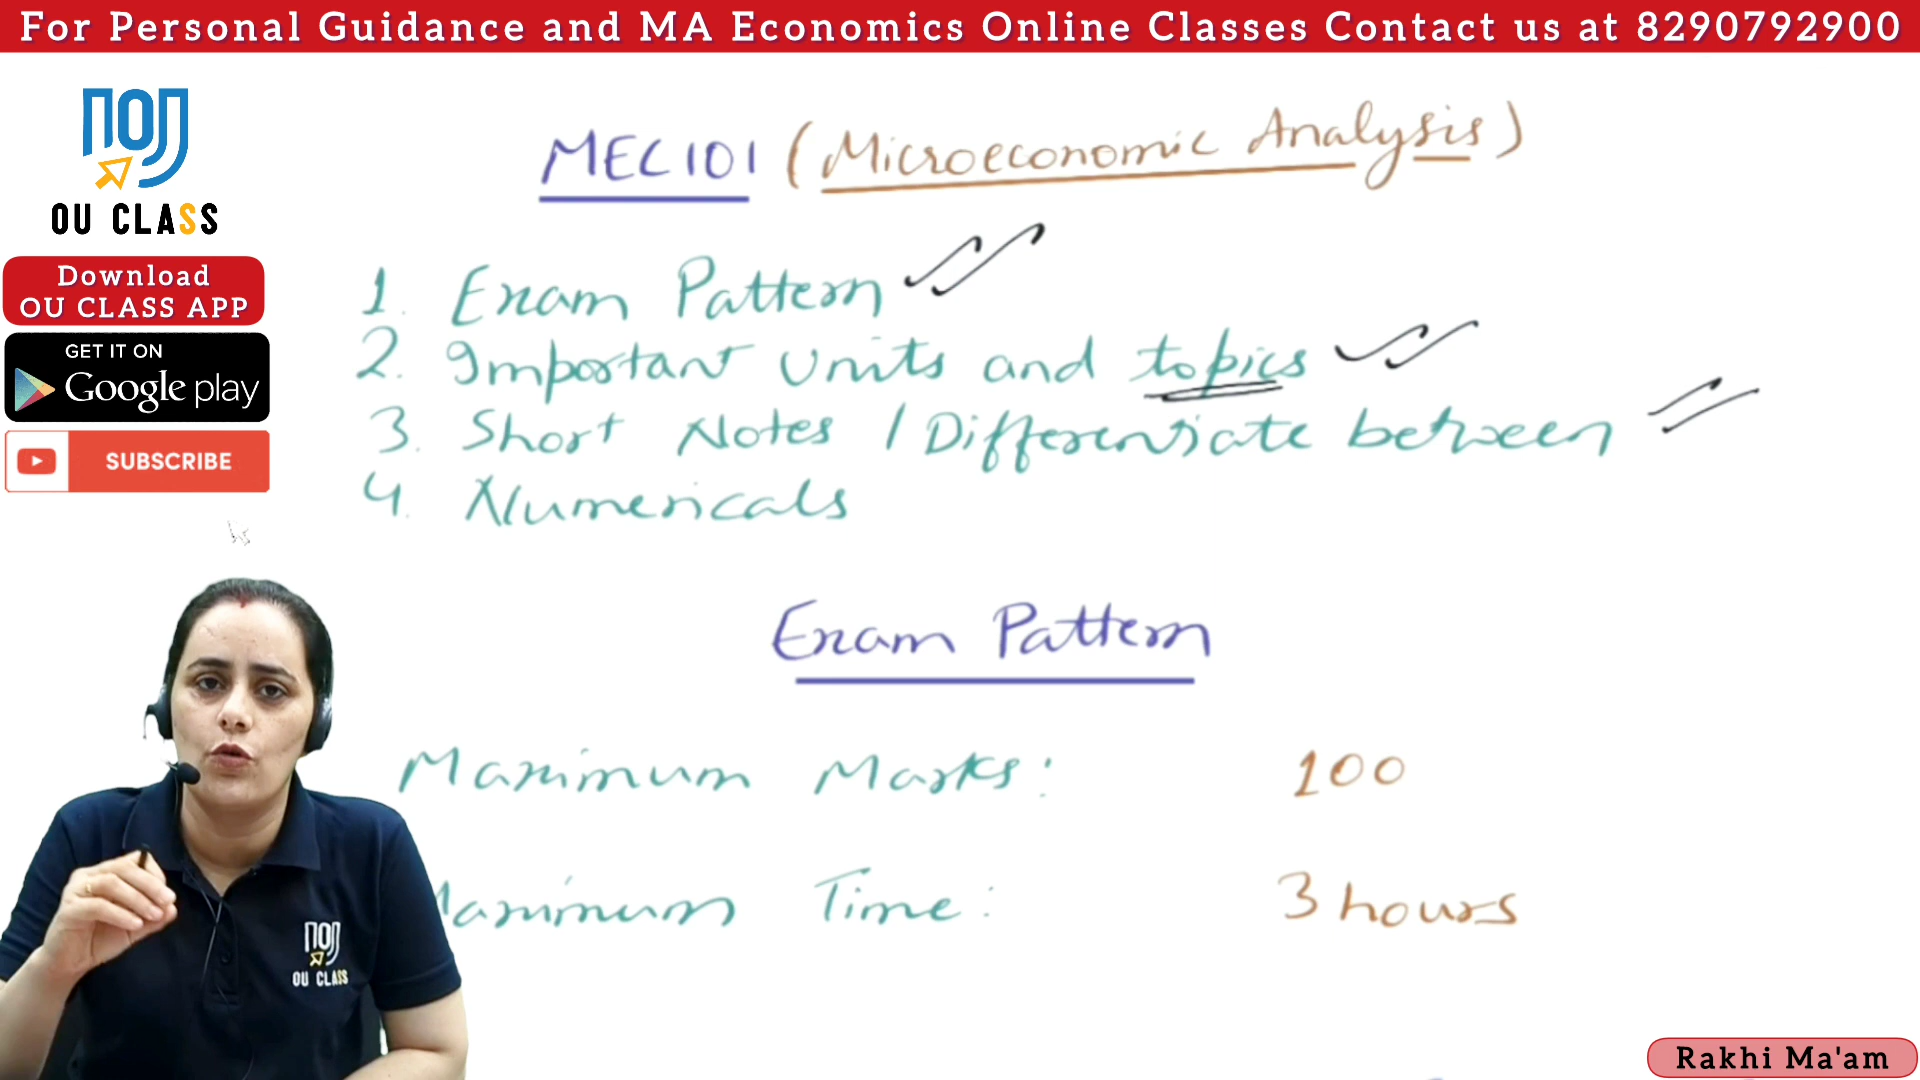 For Personal Guidance and MA Economics Online Classes Contact us at 8290792900
OU CLASS
Download
OU CLASS APP
GET IT ON
Google play
SUBSCRIBE
MEC101 (Microeconomic Analysis)
1. Exam Pattern
2. Important Units and topics
3. Short Notes / Differentiate between
4. Numericals
Exam Pattern
Maximum Marks: 100
Maximum Time: 3 hours
OU CLASS
Rakhi Ma'am